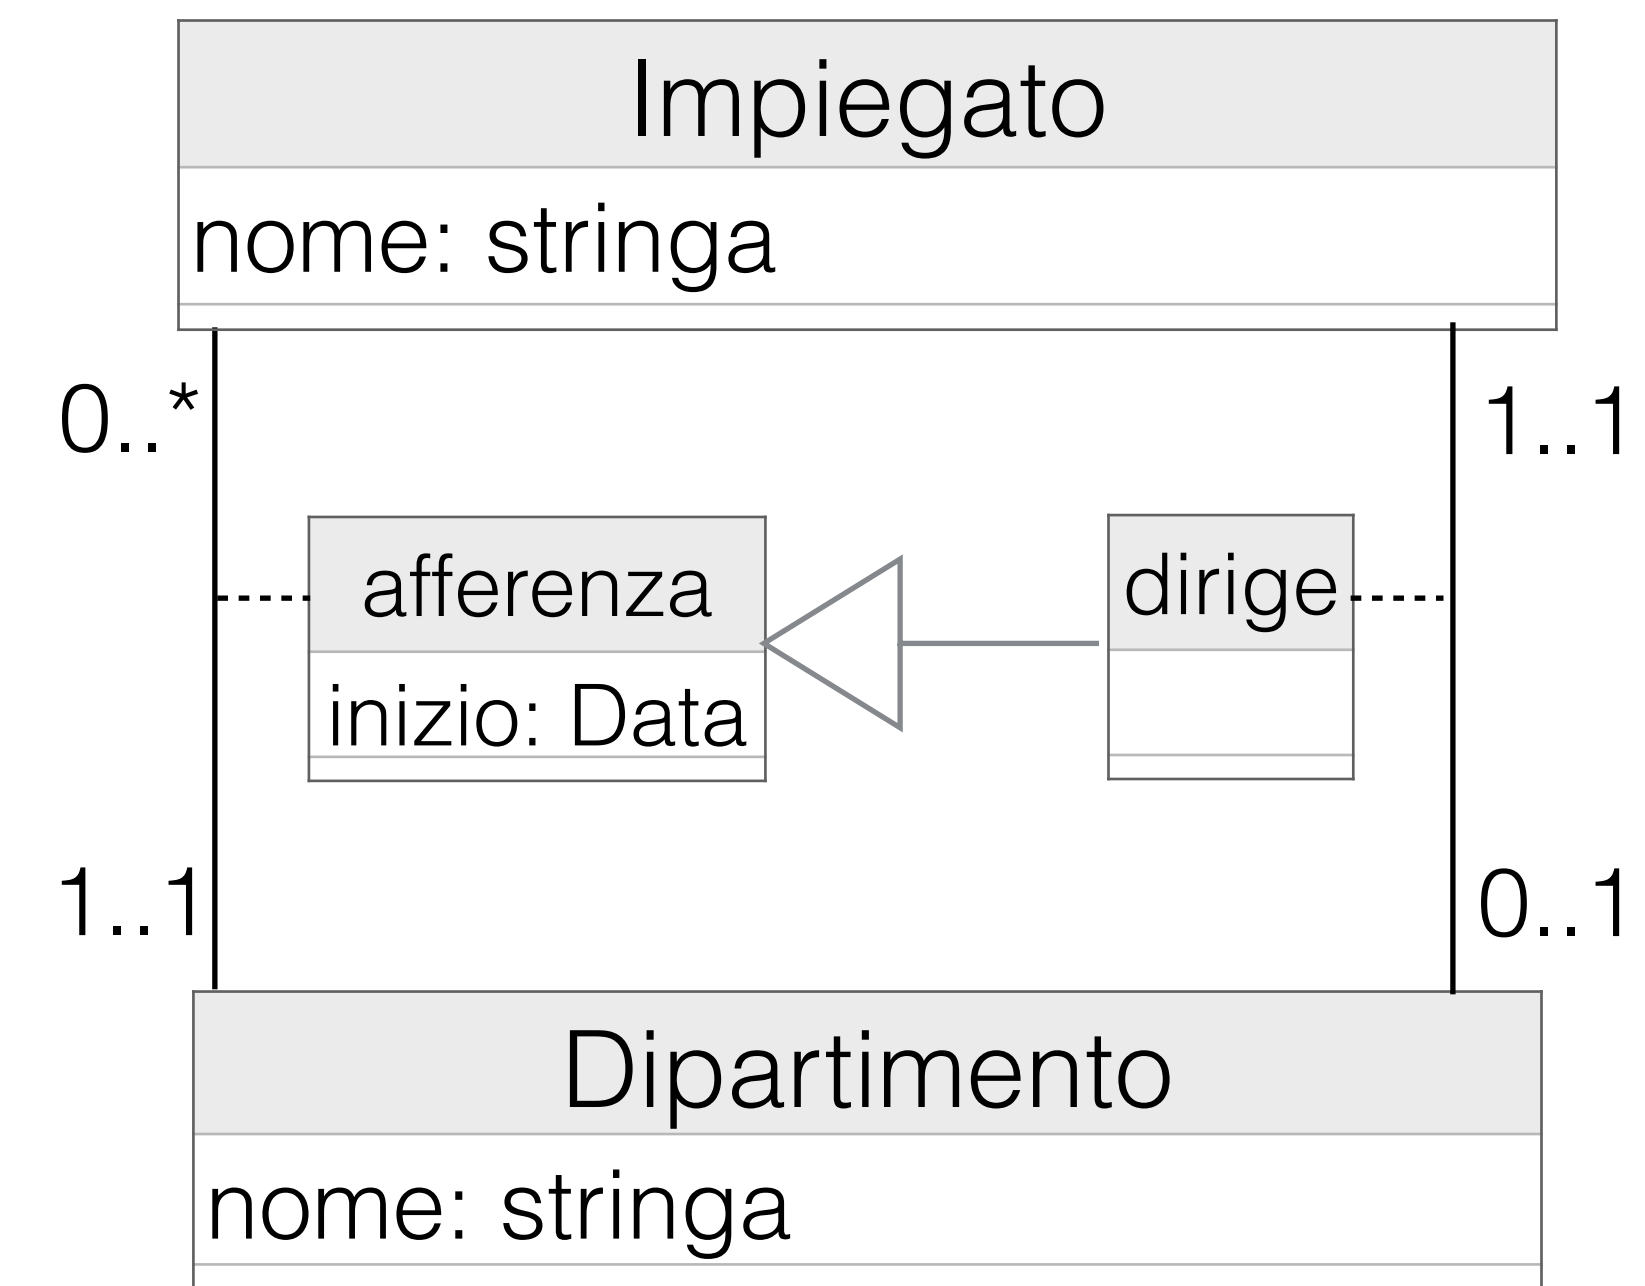 Impiegato
nome: stringa
0..*
1..1
afferenza
dirige
inizio: Data
1..1
0..1
Dipartimento
nome: stringa